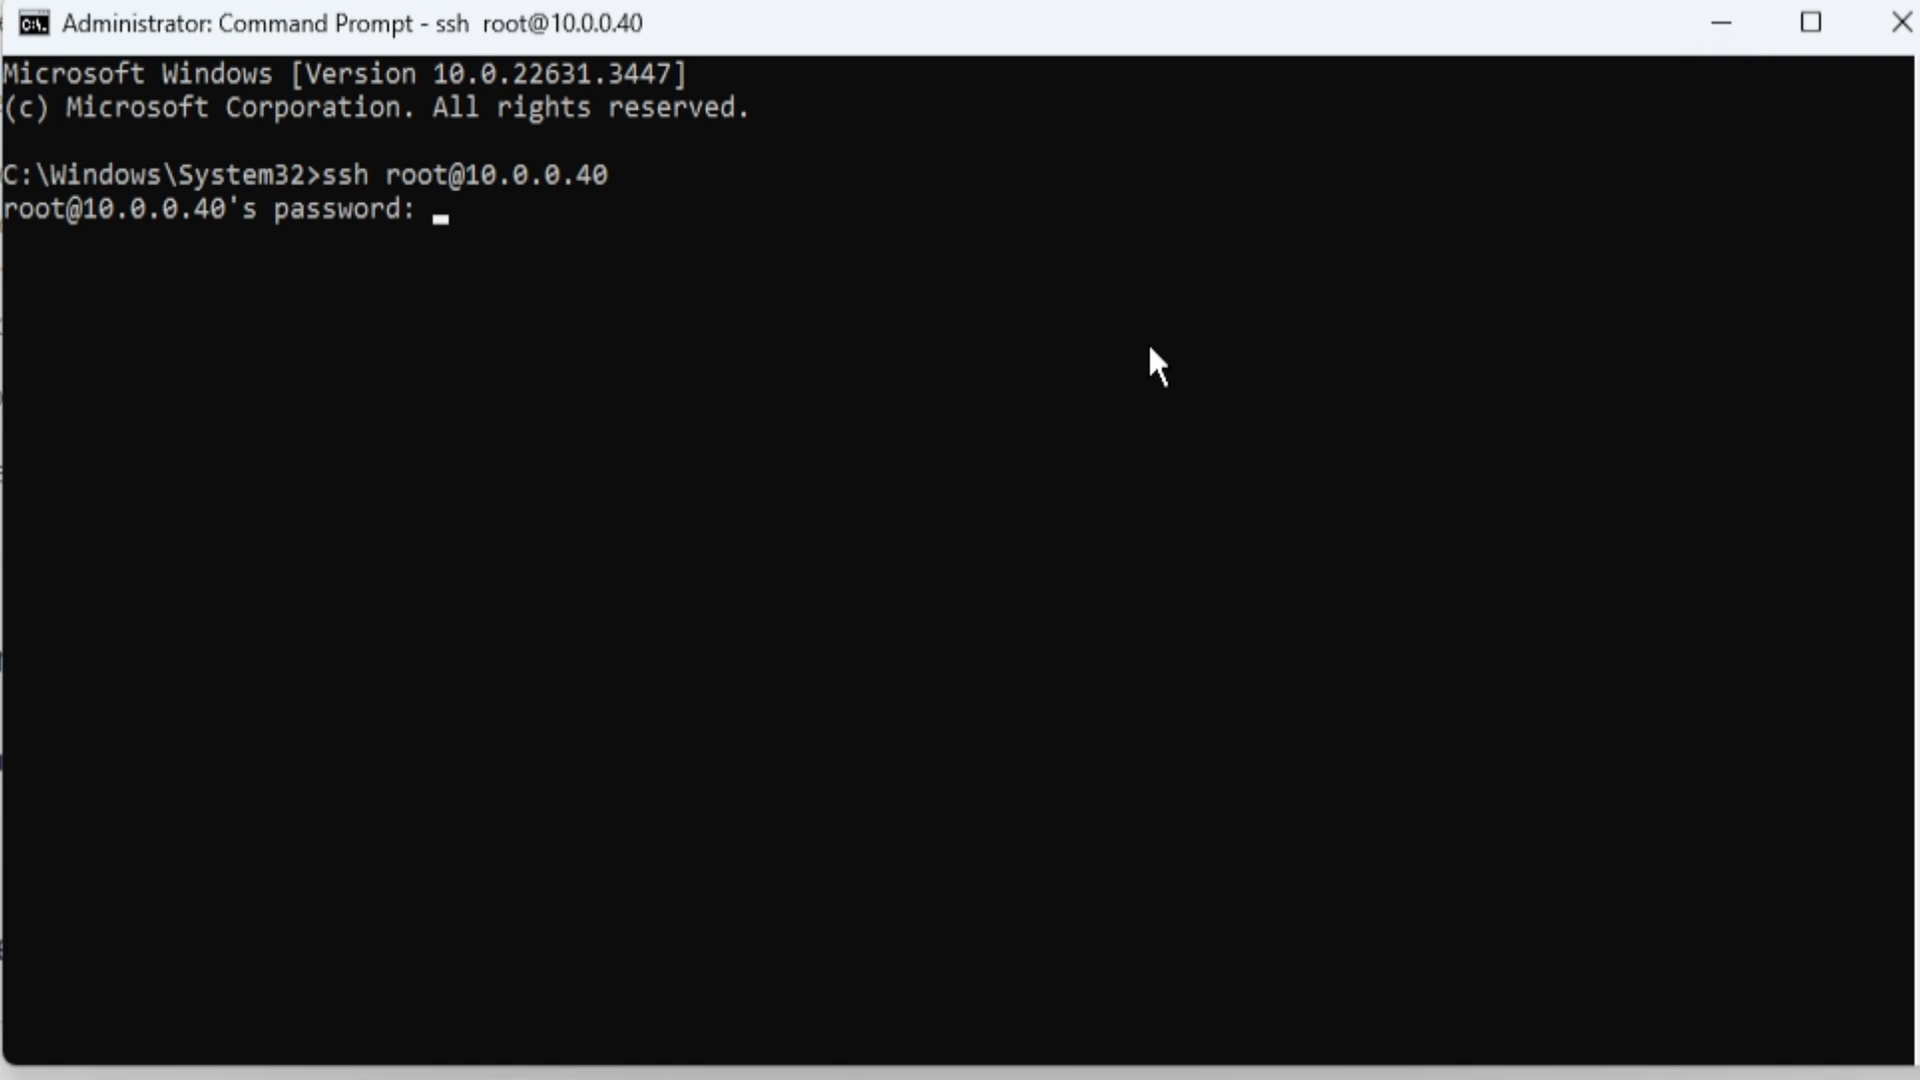 Administrator: Command Prompt - ssh  root@10.0.0.40
Microsoft Windows [Version 10.0.22631.3447]
(c) Microsoft Corporation. All rights reserved.
C:\Windows\System32>ssh root@10.0.0.40
root@10.0.0.40's password: